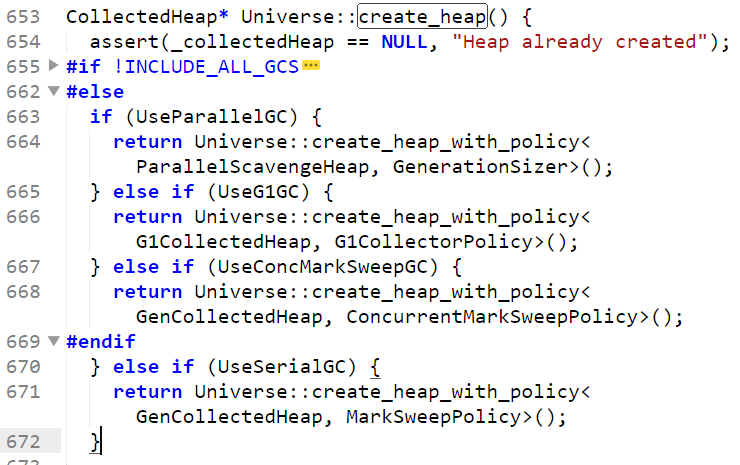 653 CollectedHeap* Universe::create_heap() {
654 assert(_collectedHeap == NULL, "Heap already created");
655 #if !INCLUDE_ALL_GCS
662 #else
663 if (UseParallelGC) {
664 return Universe::create_heap_with_policy<
ParallelScavengeHeap, GenerationSizer>();
665 } else if (UseG1GC) {
666 return Universe::create_heap_with_policy<
G1CollectedHeap, G1CollectorPolicy>();
667 } else if (UseConcMarkSweepGC) {
668 return Universe::create_heap_with_policy<
GenCollectedHeap, ConcurrentMarkSweepPolicy>();
669 #endif
670 } else if (UseSerialGC) {
671 return Universe::create_heap_with_policy<
GenCollectedHeap, MarkSweepPolicy>();
672 }